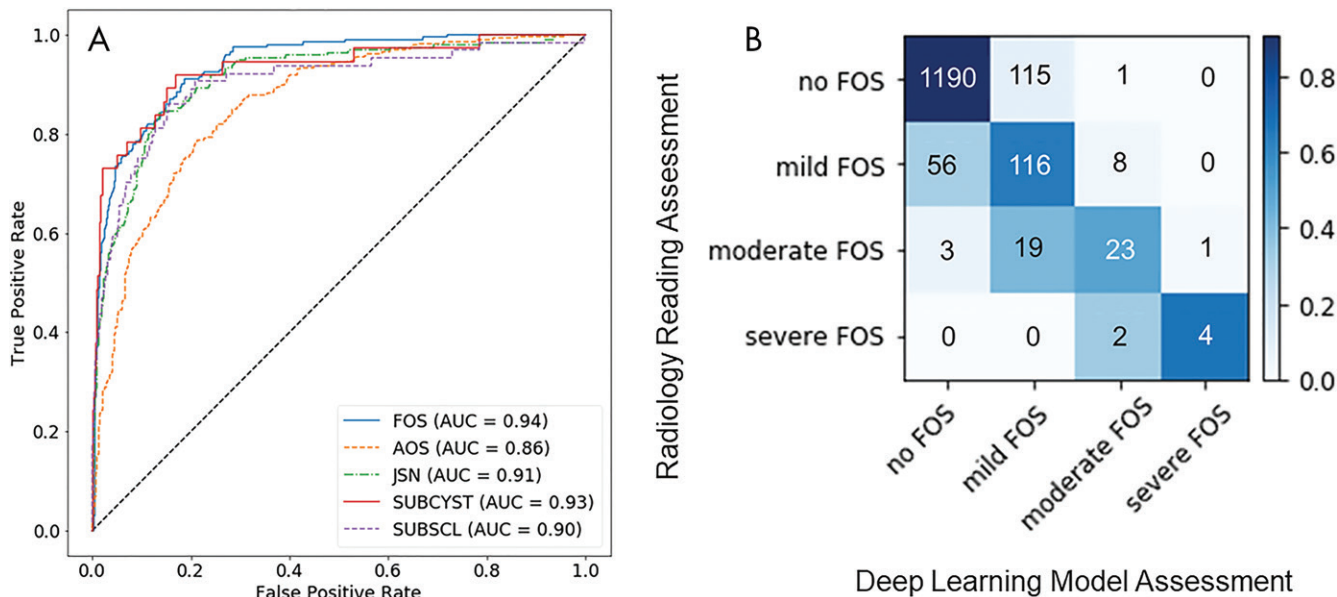 A
1.0
0.8
0.6
0.4
0.2
0.0
True Positive Rate
FOS (AUC = 0.94)
AOS (AUC = 0.86)
JSN (AUC = 0.91)
SUBCYST (AUC = 0.93)
SUBSCL (AUC = 0.90)
0.0 0.2 0.4 0.6 0.8 1.0
False Positive Rate
B
Radiology Reading Assessment
no FOS 1190 115 1 0
mild FOS 56 116 8 0
moderate FOS 3 19 23 1
severe FOS 0 0 2 4
no FOS mild FOS moderate FOS severe FOS
0.8
0.6
0.4
0.2
0.0
Deep Learning Model Assessment